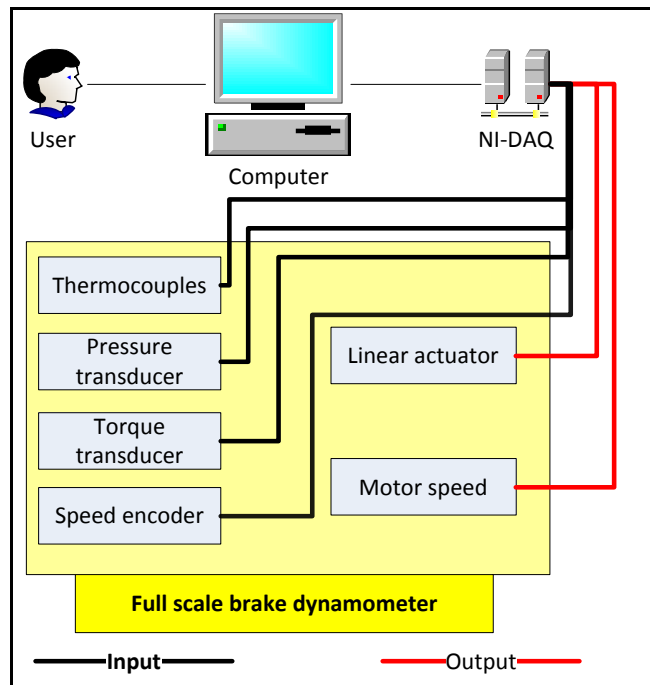 User
Computer
NI-DAQ
Thermocouples
Pressure
transducer
Torque
transducer
Speed encoder
Linear actuator
Motor speed
Full scale brake dynamometer
Input
Output